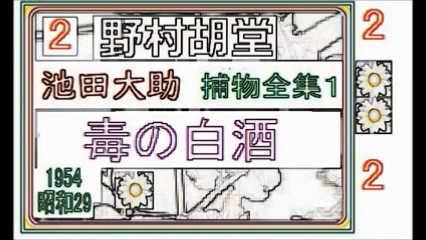 2 野村胡堂 2
池田大助 捕物全集1
毒の白酒
1954
昭和29
2